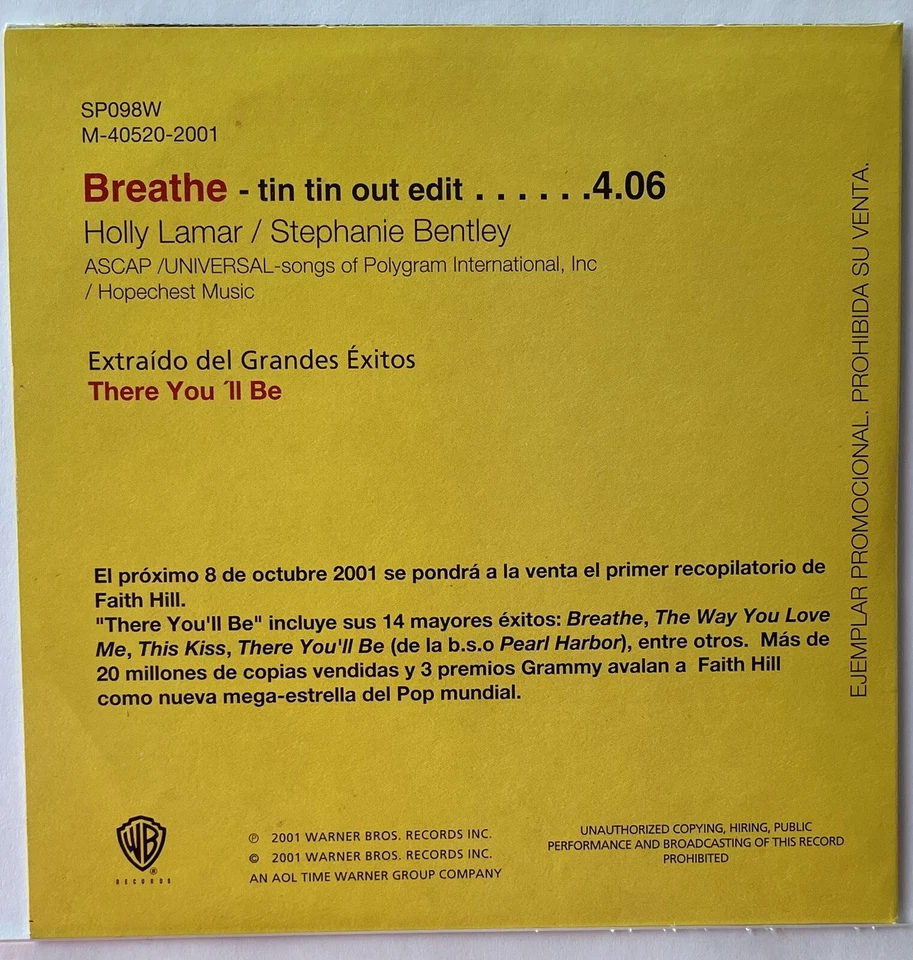 SP098W
M-40520-2001
Breathe - tin tin out edit . . . . . .4.06
Holly Lamar / Stephanie Bentley
ASCAP /UNIVERSAL-songs of Polygram International, Inc
/ Hopechest Music
Extraído del Grandes Éxitos
There You ´ll Be
El próximo 8 de octubre 2001 se pondrá a la venta el primer recopilatorio de
Faith Hill.
"There You'll Be" incluye sus 14 mayores éxitos: Breathe, The Way You Love
Me, This Kiss, There You'll Be (de la b.s.o Pearl Harbor), entre otros. Más de
20 millones de copias vendidas y 3 premios Grammy avalan a Faith Hill
como nueva mega-estrella del Pop mundial.
EJEMPLAR PROMOCIONAL. PROHIBIDA SU VENTA.
WB
RECORDS
®
℗ 2001 WARNER BROS. RECORDS INC.
© 2001 WARNER BROS. RECORDS INC.
AN AOL TIME WARNER GROUP COMPANY
UNAUTHORIZED COPYING, HIRING, PUBLIC
PERFORMANCE AND BROADCASTING OF THIS RECORD
PROHIBITED